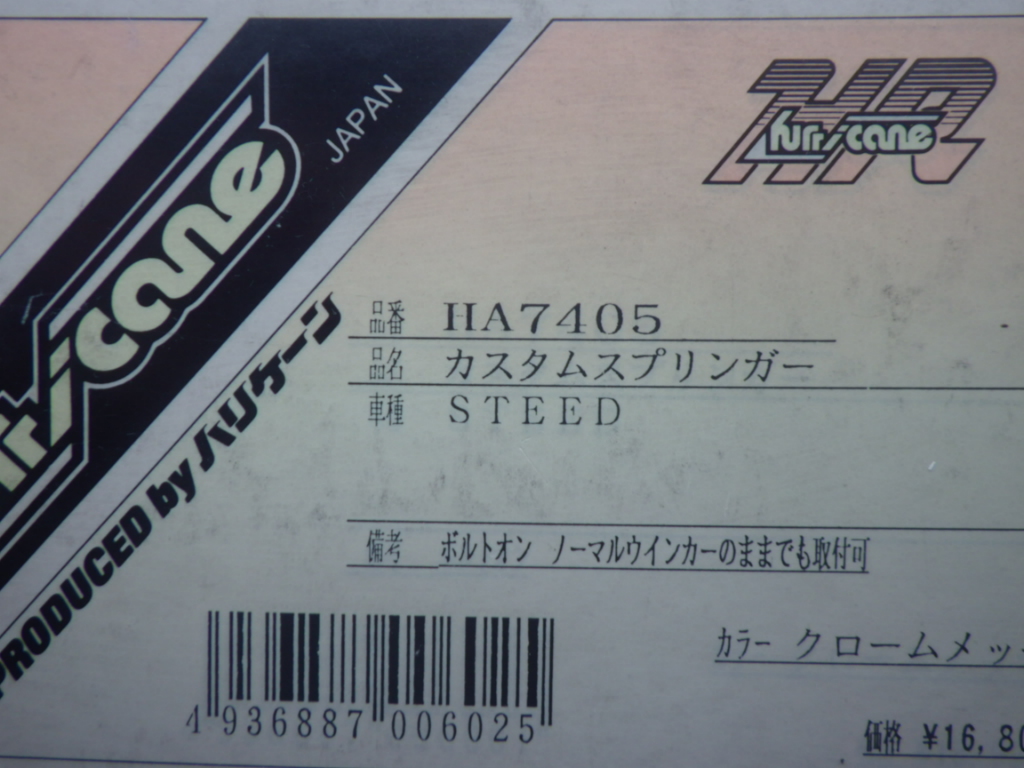 hurricane
JAPAN
PRODUCED by ハリケーン
HR
hurricane
品番 HA7405
品名 カスタムスプリンガー
車種 STEED
備考 ボルトオン ノーマルウインカーのままでも取付可
カラー クロームメッ
価格 ¥16,80
4 936887 006025